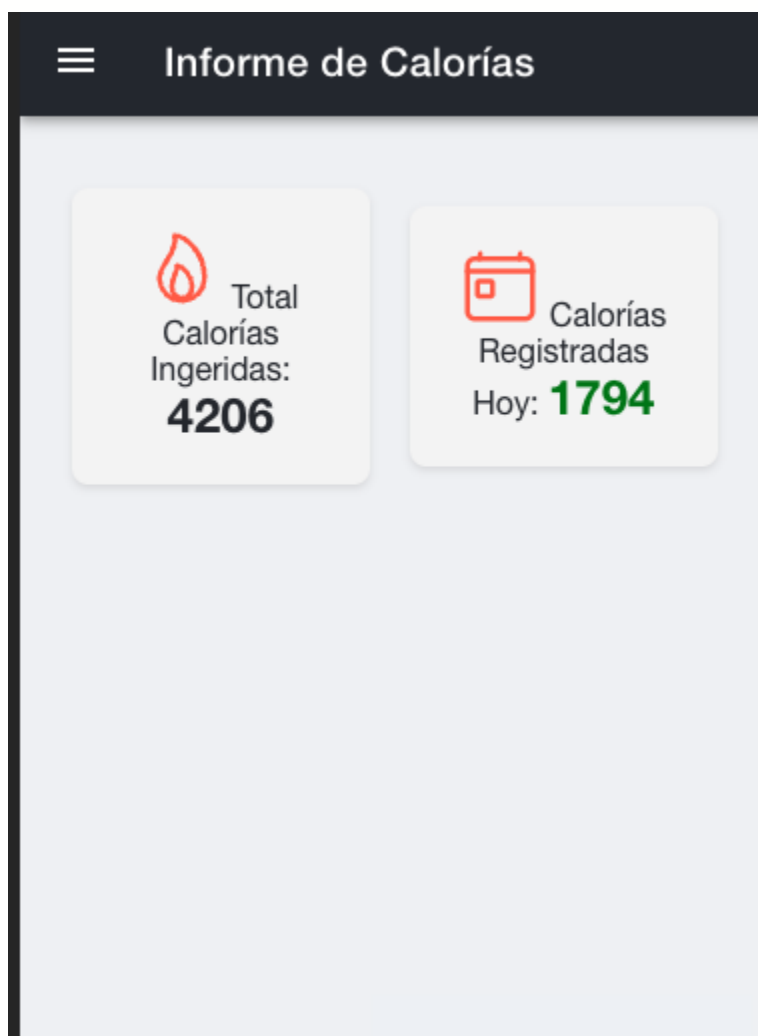 Informe de Calorías
Total
Calorías
Ingeridas:
4206
Calorías
Registradas
Hoy: 1794